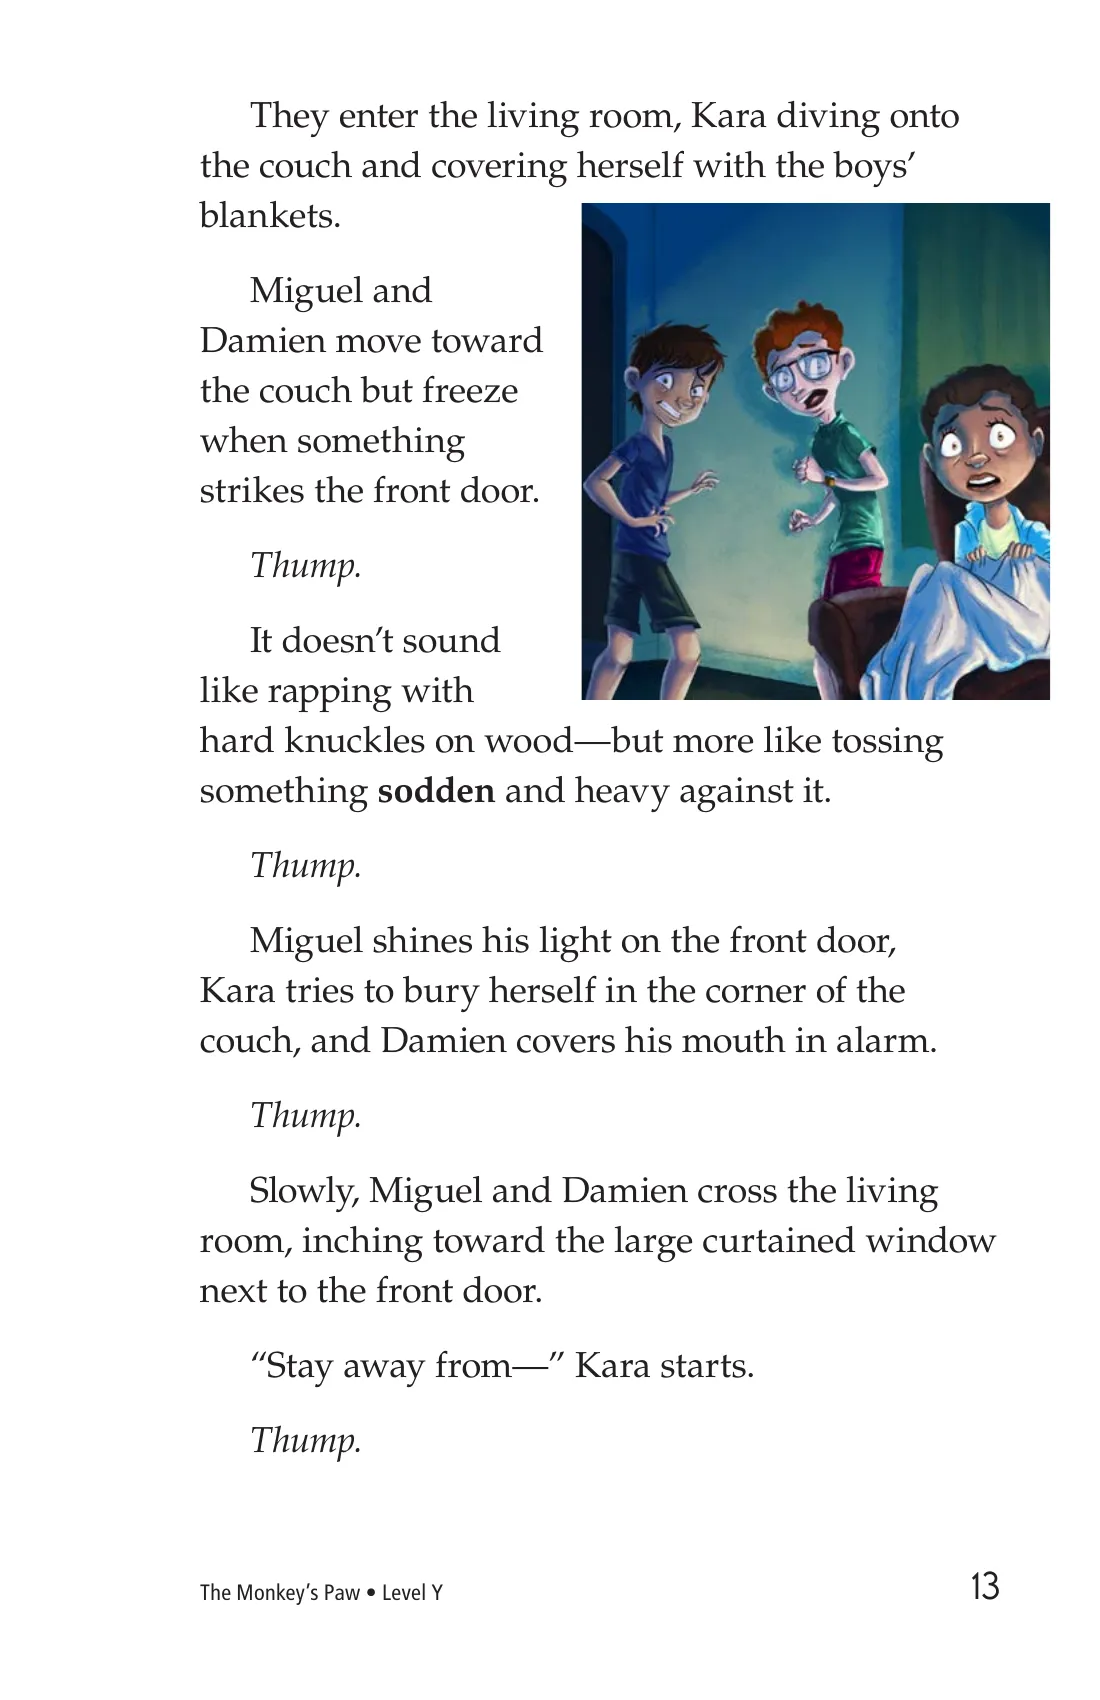 They enter the living room, Kara diving onto
the couch and covering herself with the boys’
blankets.
Miguel and
Damien move toward
the couch but freeze
when something
strikes the front door.
Thump.
It doesn’t sound
like rapping with
hard knuckles on wood—but more like tossing
something sodden and heavy against it.
Thump.
Miguel shines his light on the front door,
Kara tries to bury herself in the corner of the
couch, and Damien covers his mouth in alarm.
Thump.
Slowly, Miguel and Damien cross the living
room, inching toward the large curtained window
next to the front door.
“Stay away from—” Kara starts.
Thump.
The Monkey’s Paw • Level Y
13